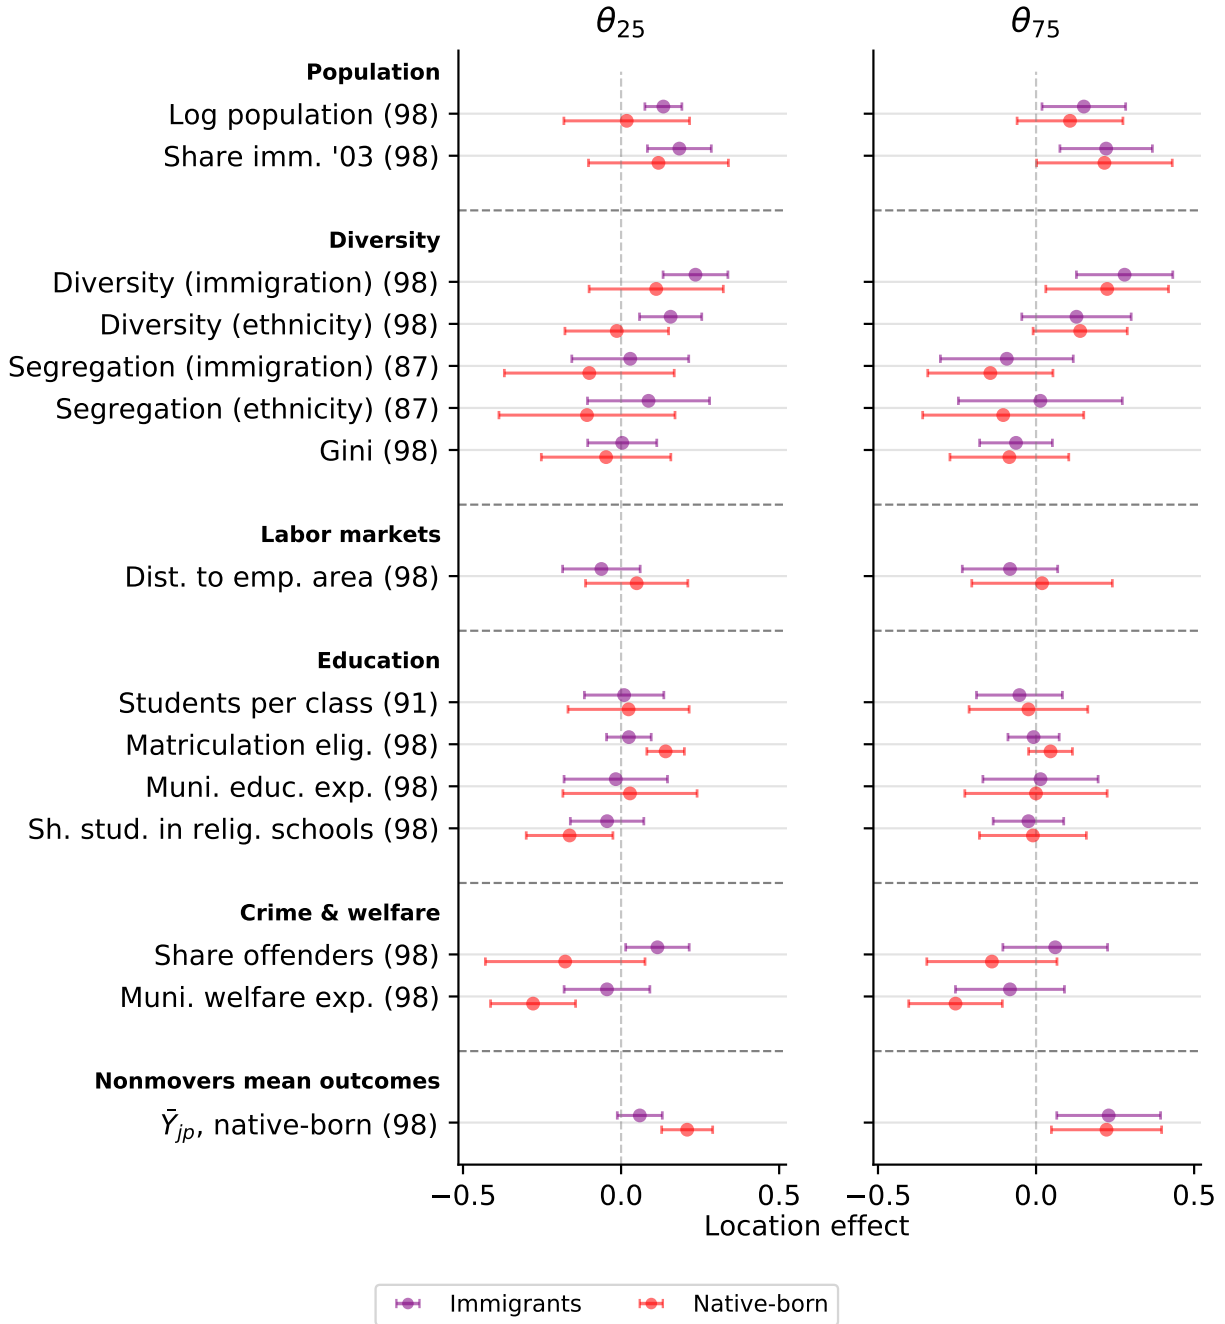 θ25 θ75
Population
Log population (98)
Share imm. '03 (98)
Diversity
Diversity (immigration) (98)
Diversity (ethnicity) (98)
Segregation (immigration) (87)
Segregation (ethnicity) (87)
Gini (98)
Labor markets
Dist. to emp. area (98)
Education
Students per class (91)
Matriculation elig. (98)
Muni. educ. exp. (98)
Sh. stud. in relig. schools (98)
Crime & welfare
Share offenders (98)
Muni. welfare exp. (98)
Nonmovers mean outcomes
Ȳjp, native-born (98)
−0.5 0.0 0.5 −0.5 0.0 0.5
Location effect
Immigrants Native-born